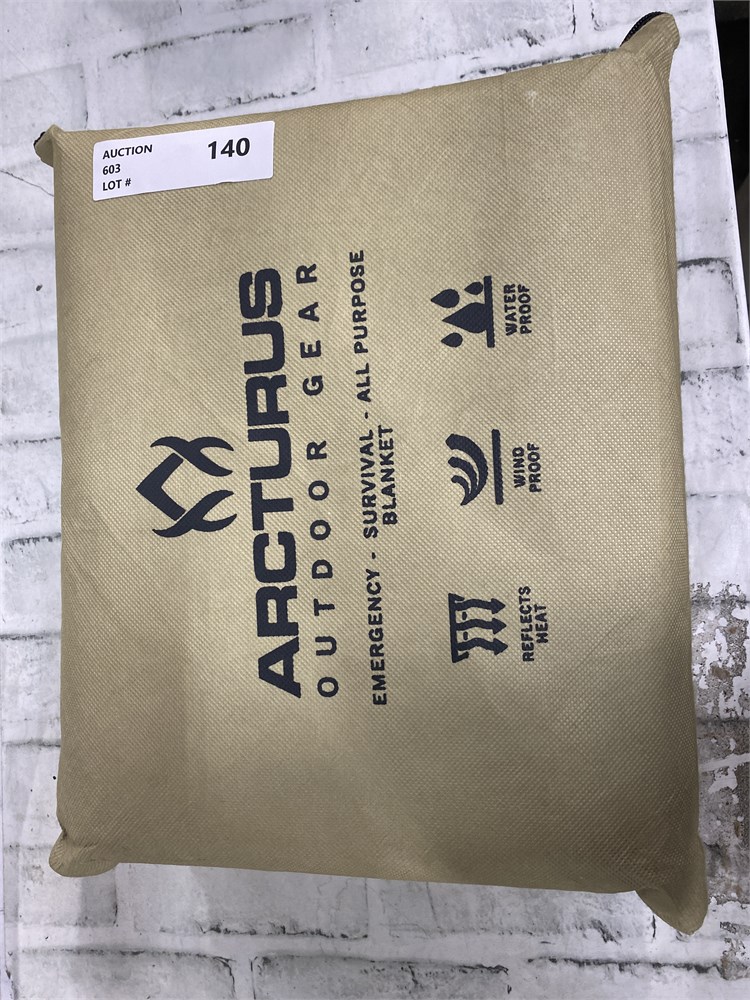 AUCTION 140
603
LOT #
ARCTURUS
OUTDOOR GEAR
EMERGENCY - SURVIVAL - ALL PURPOSE
BLANKET
REFLECTS
HEAT
WIND
PROOF
WATER
PROOF